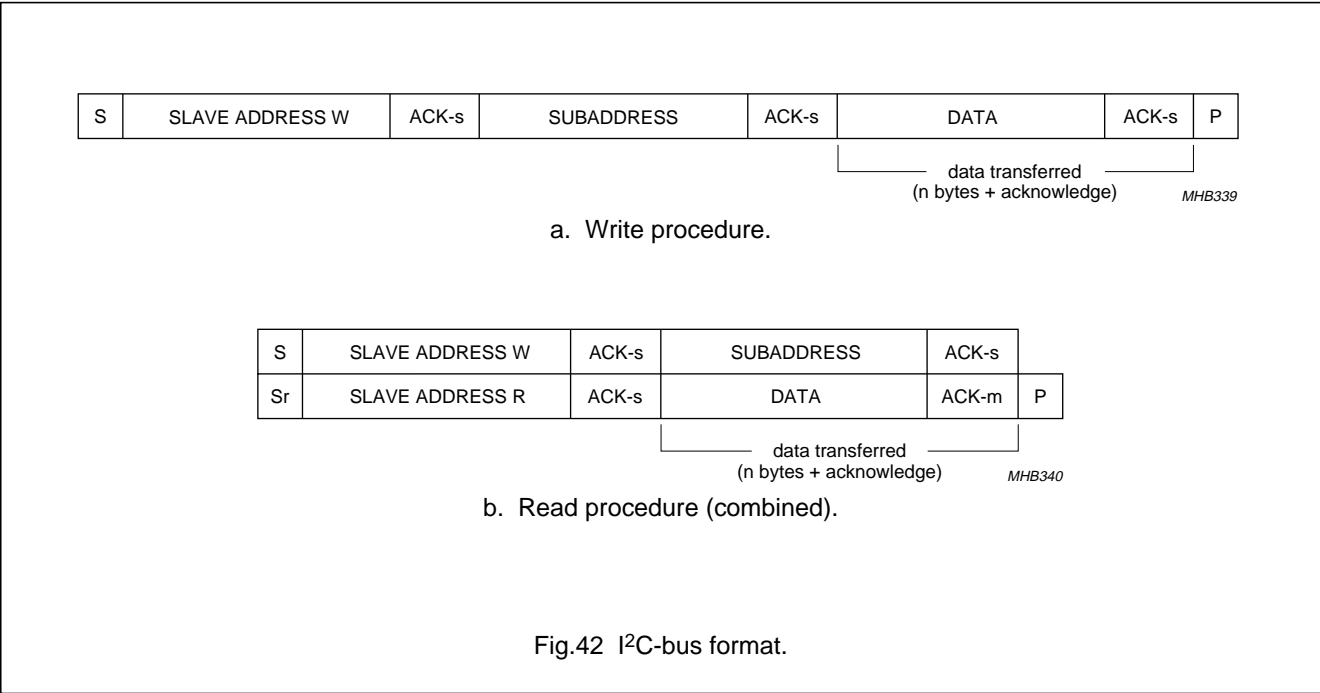 S SLAVE ADDRESS W ACK-s SUBADDRESS ACK-s DATA ACK-s P
data transferred
(n bytes + acknowledge)
MHB339
a. Write procedure.
S SLAVE ADDRESS W ACK-s SUBADDRESS ACK-s
Sr SLAVE ADDRESS R ACK-s DATA ACK-m P
data transferred
(n bytes + acknowledge)
MHB340
b. Read procedure (combined).
Fig.42 I²C-bus format.